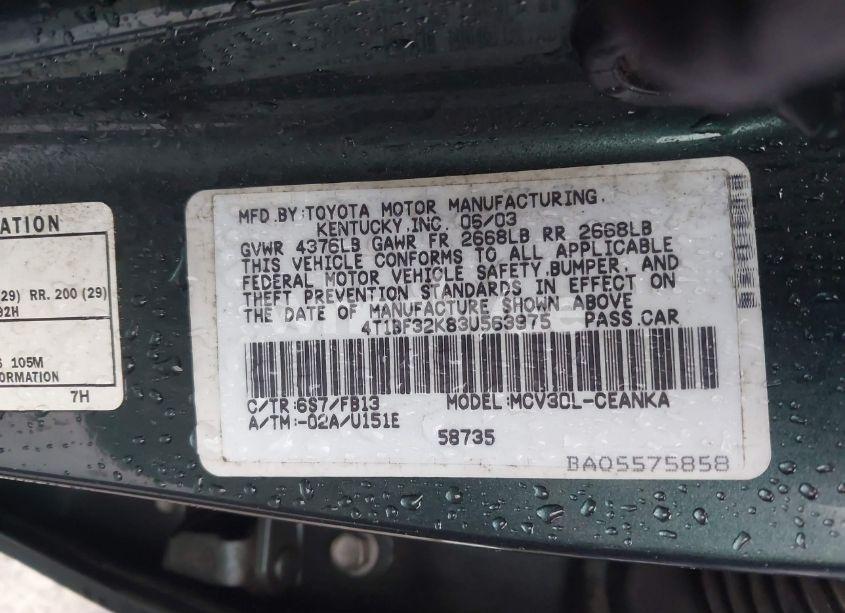 ATION
(29) RR. 200 (29)
92H
105M
FORMATION
7H
MFD.BY:TOYOTA MOTOR MANUFACTURING.
KENTUCKY,INC. 06/03
GVWR 4376LB GAWR FR 2668LB RR 2668LB
THIS VEHICLE CONFORMS TO ALL APPLICABLE
FEDERAL MOTOR VEHICLE SAFETY,BUMPER, AND
THEFT PREVENTION STANDARDS IN EFFECT ON
THE DATE OF MANUFACTURE SHOWN ABOVE
4T1BF32K83U563975 PASS.CAR
C/TR:6S7/FB13 MODEL:MCV30L-CEANKA
A/TM:-02A/U151E
58735
BA05575858